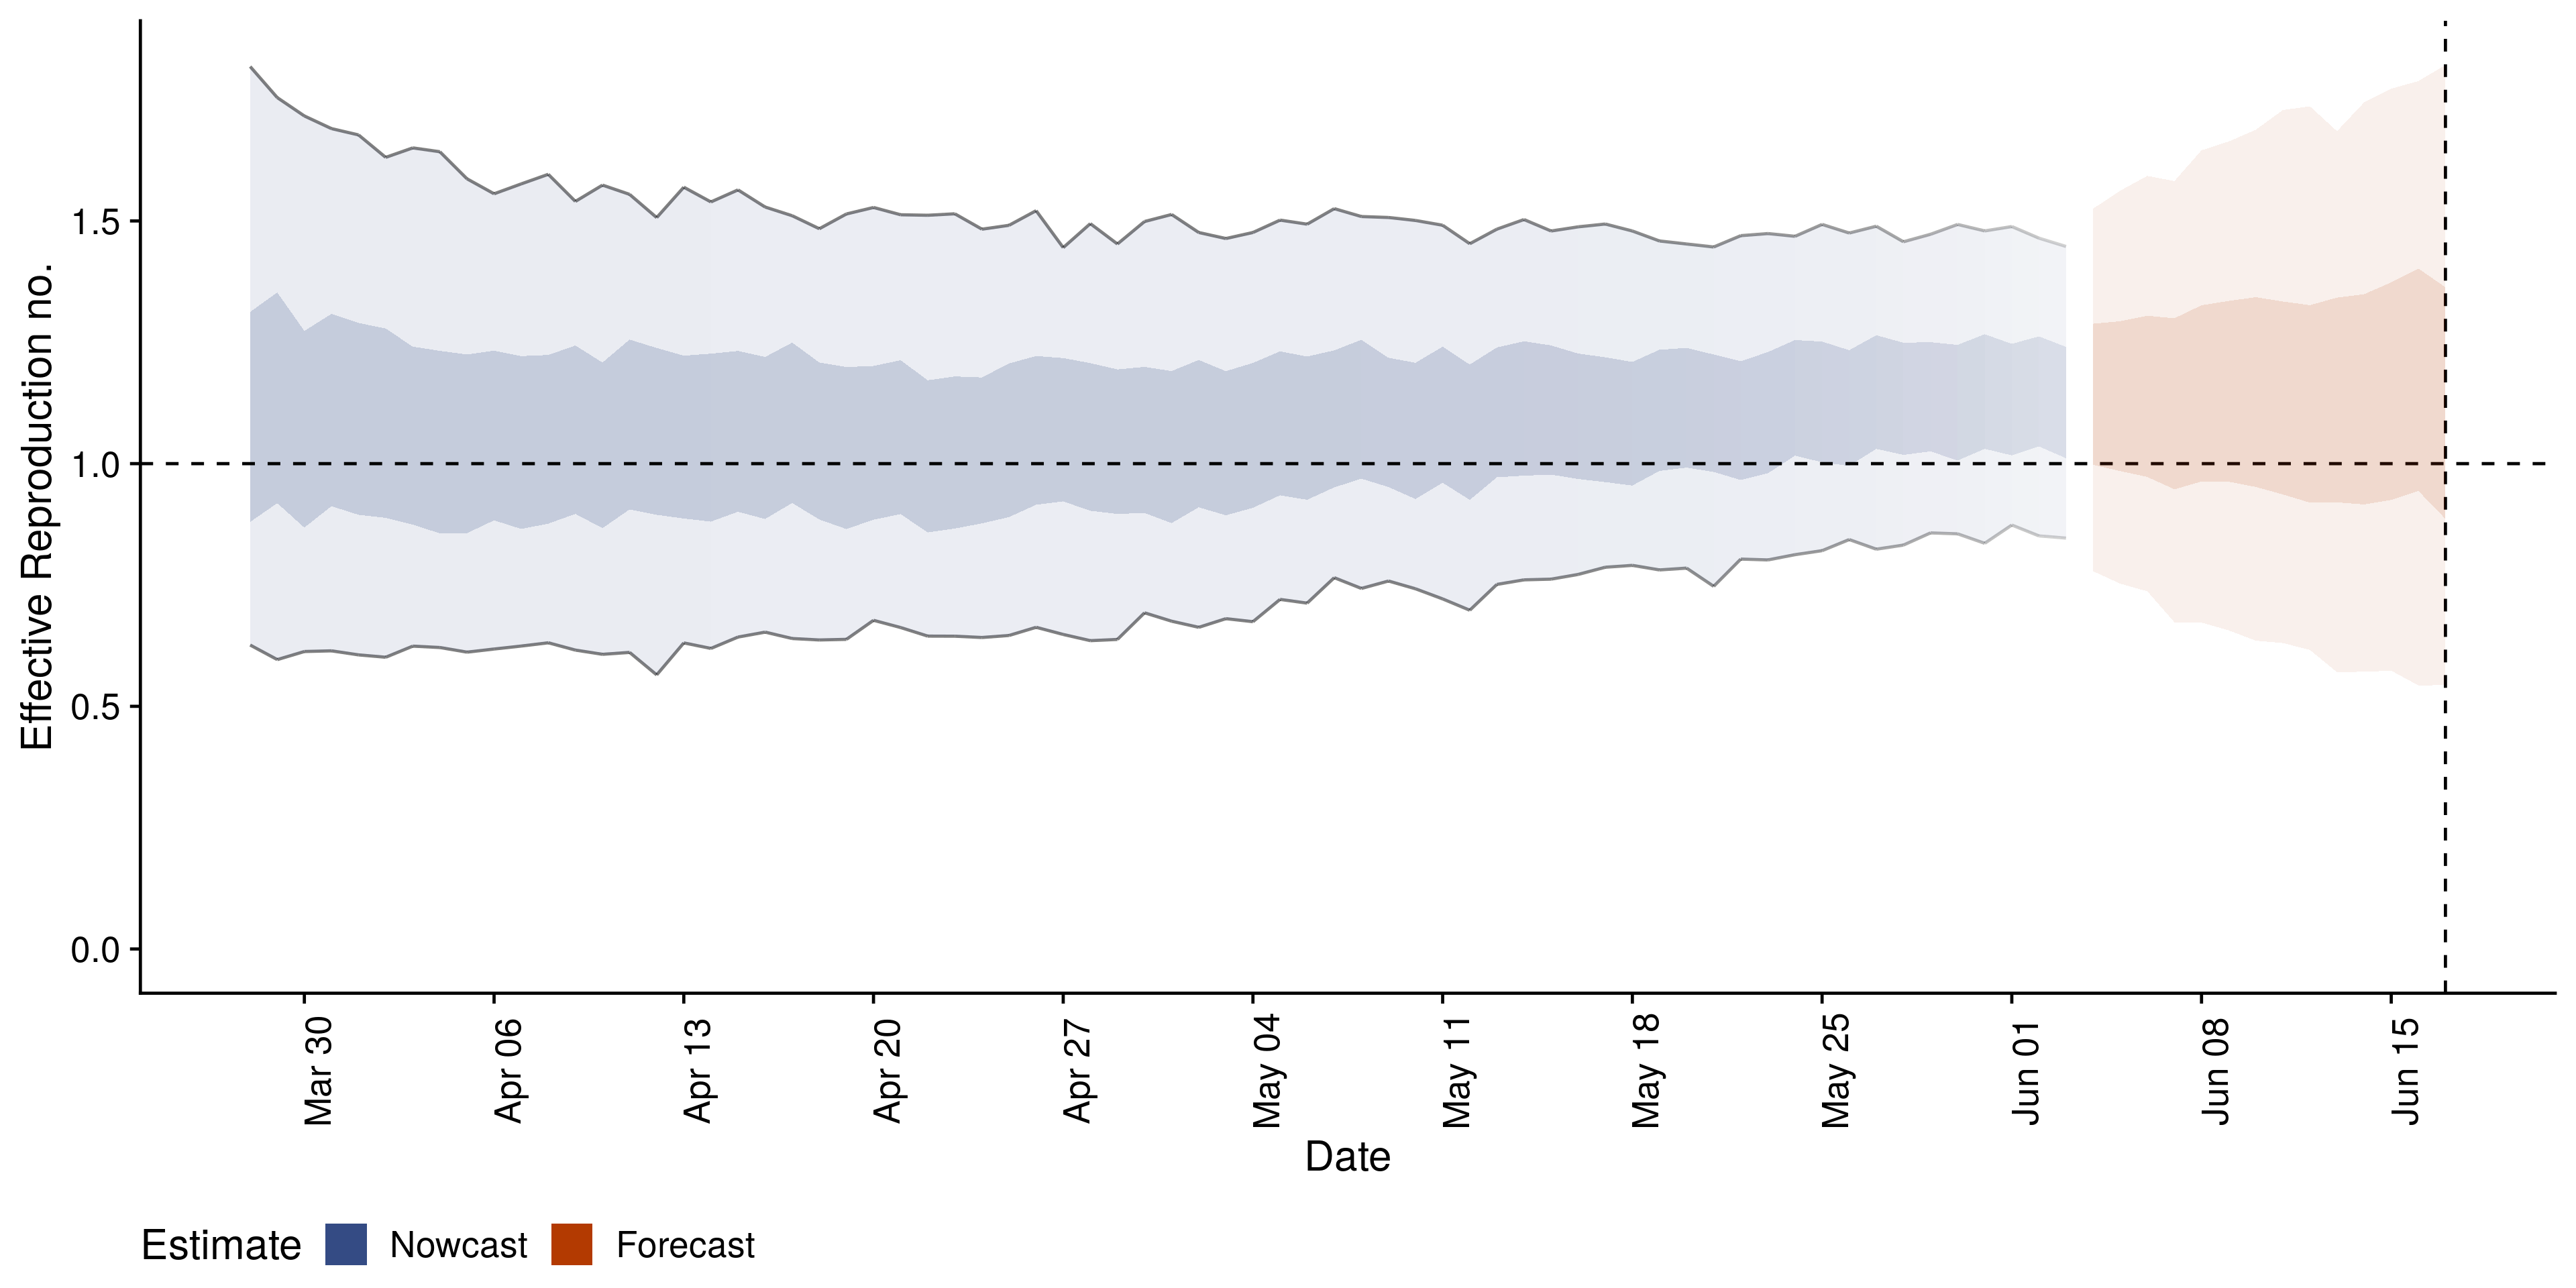 Effective Reproduction no.
1.5
1.0
0.5
0.0
Mar 30
Apr 06
Apr 13
Apr 20
Apr 27
May 04
May 11
May 18
May 25
Jun 01
Jun 08
Jun 15
Date
Estimate Nowcast Forecast